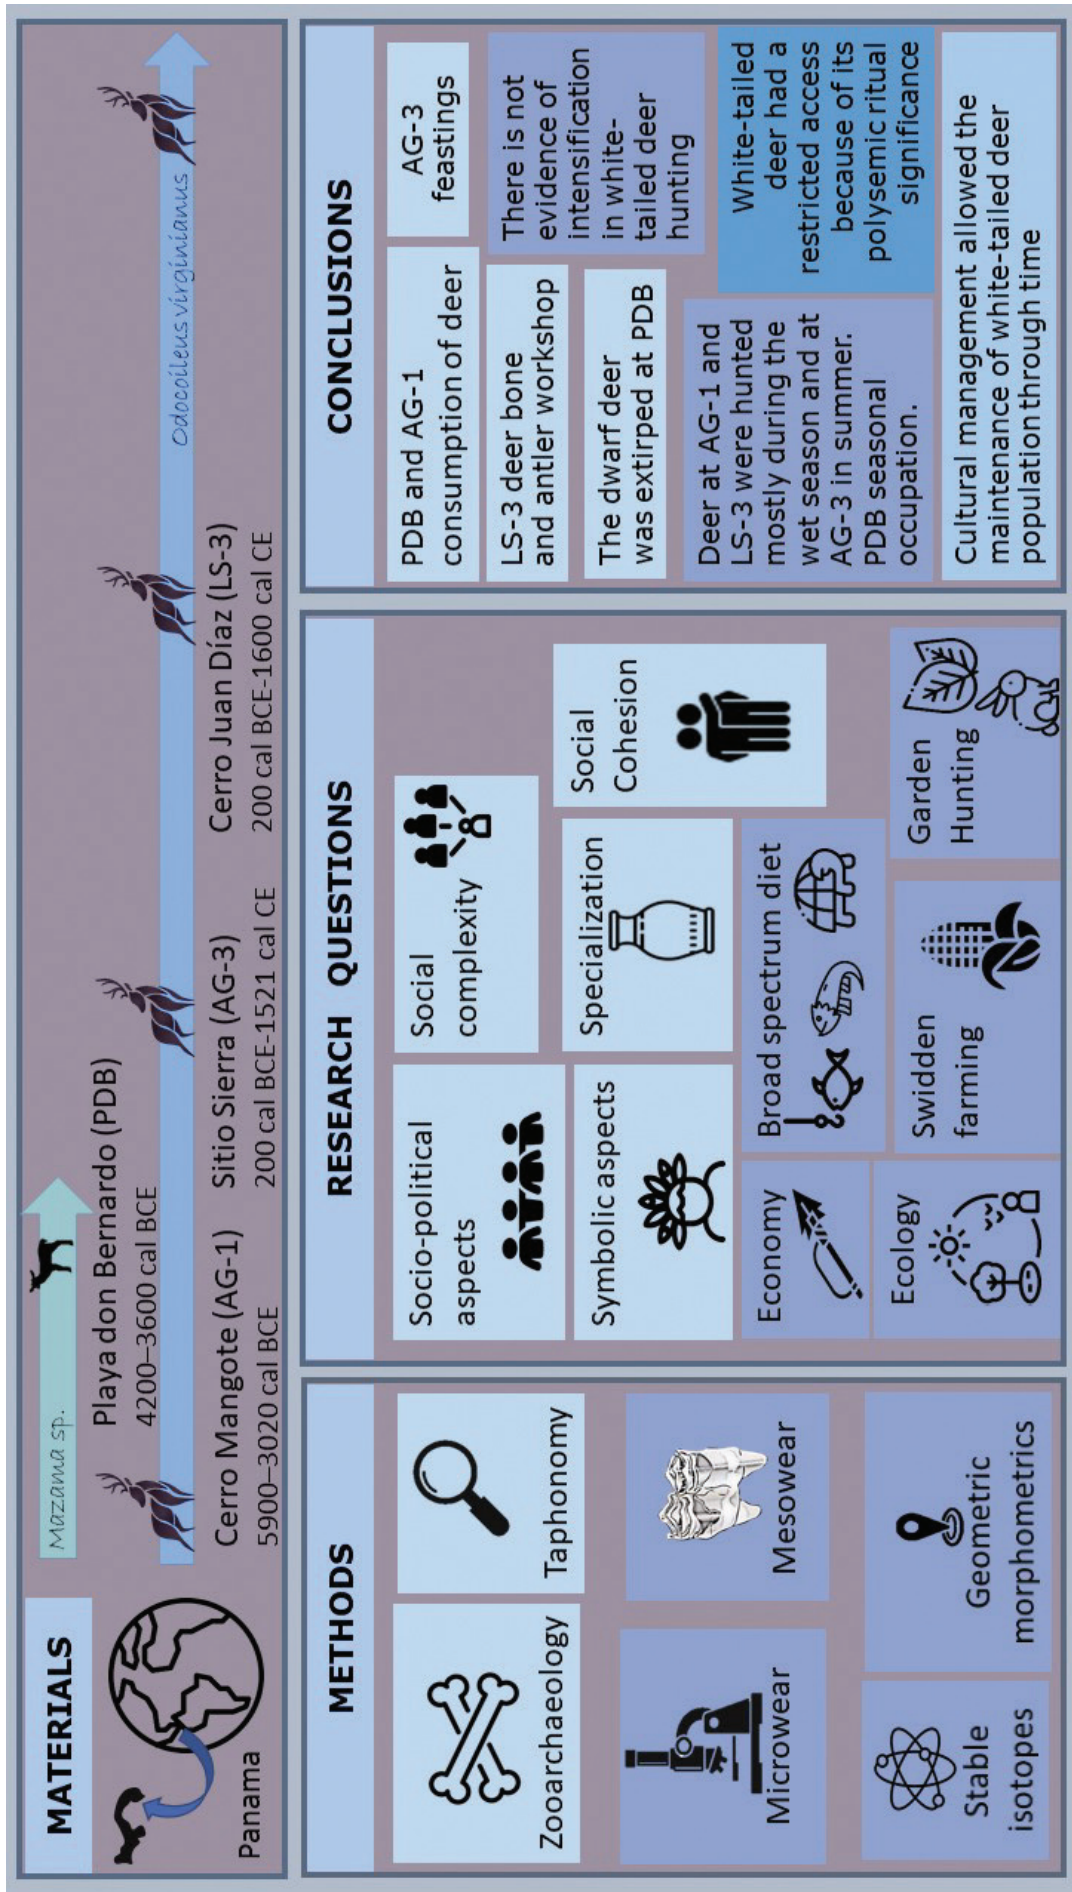 MATERIALS
Panama
Mazama sp.
Odocoileus virginianus
Playa don Bernardo (PDB)
4200–3600 cal BCE
Cerro Mangote (AG-1)
5900–3020 cal BCE
Sitio Sierra (AG-3)
200 cal BCE-1521 cal CE
Cerro Juan Díaz (LS-3)
200 cal BCE-1600 cal CE
METHODS
Zooarchaeology
Taphonomy
Microwear
Mesowear
Stable
isotopes
Geometric
morphometrics
RESEARCH QUESTIONS
Socio-political
aspects
Social
complexity
Symbolic aspects
Specialization
Social
Cohesion
Economy
Broad spectrum diet
Ecology
Swidden
farming
Garden
Hunting
CONCLUSIONS
PDB and AG-1
consumption of deer
AG-3
feastings
LS-3 deer bone
and antler workshop
There is not
evidence of
intensification
in white-
tailed deer
hunting
The dwarf deer
was extirped at PDB
Deer at AG-1 and
LS-3 were hunted
mostly during the
wet season and at
AG-3 in summer.
PDB seasonal
occupation.
White-tailed
deer had a
restricted access
because of its
polysemic ritual
significance
Cultural management allowed the
maintenance of white-tailed deer
population through time